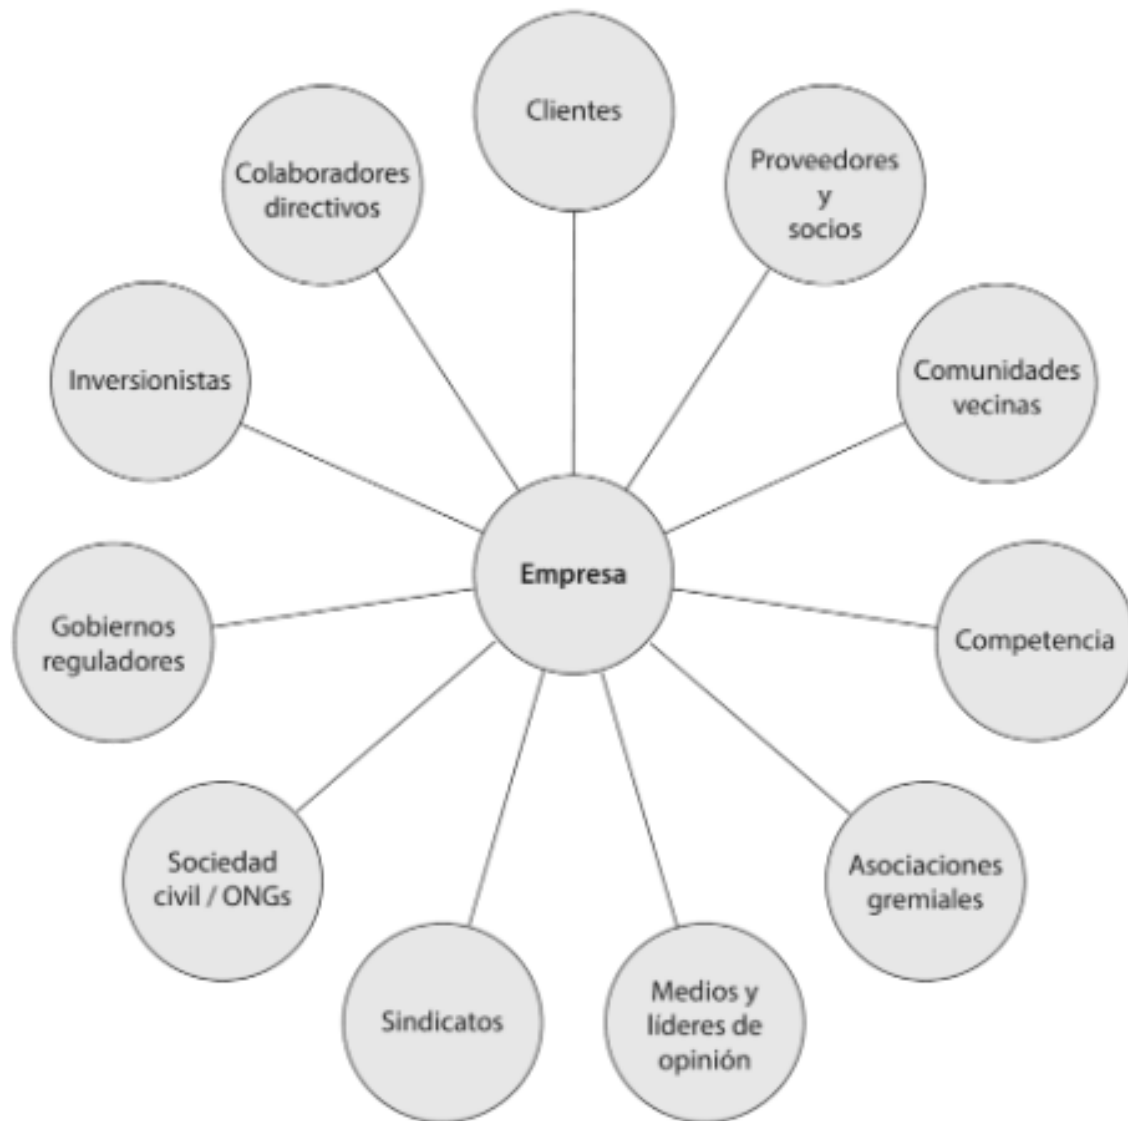 Clientes
Colaboradores
directivos
Proveedores
y
socios
Inversionistas
Comunidades
vecinas
Empresa
Gobiernos
reguladores
Competencia
Sociedad
civil / ONGs
Asociaciones
gremiales
Sindicatos
Medios y
líderes de
opinión